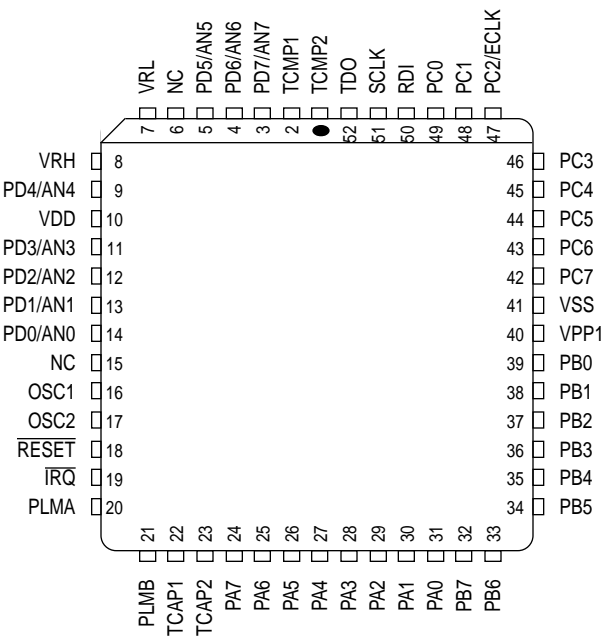 VRL NC PD5/AN5 PD6/AN6 PD7/AN7 TCMP1 TCMP2 TDO SCLK RDI PC0 PC1 PC2/ECLK
7 6 5 4 3 2 52 51 50 49 48 47
VRH 8 46 PC3
PD4/AN4 9 45 PC4
VDD 10 44 PC5
PD3/AN3 11 43 PC6
PD2/AN2 12 42 PC7
PD1/AN1 13 41 VSS
PD0/AN0 14 40 VPP1
NC 15 39 PB0
OSC1 16 38 PB1
OSC2 17 37 PB2
RESET 18 36 PB3
IRQ 19 35 PB4
PLMA 20 34 PB5
21 22 23 24 25 26 27 28 29 30 31 32 33
PLMB TCAP1 TCAP2 PA7 PA6 PA5 PA4 PA3 PA2 PA1 PA0 PB7 PB6